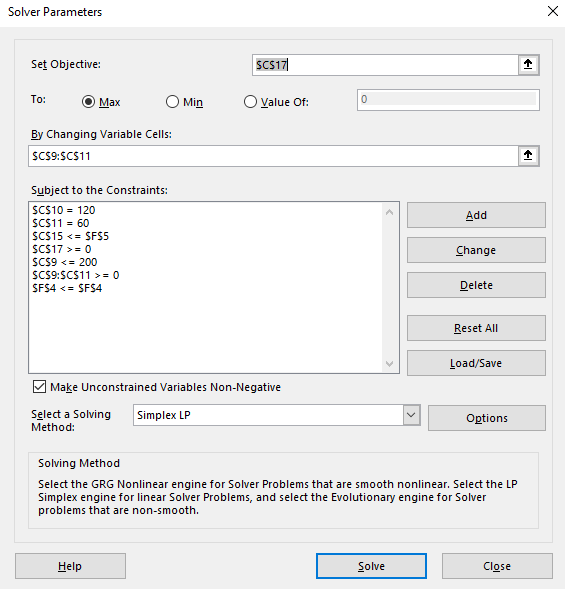 Solver Parameters
Set Objective:
$C$17
To:
Max
Min
Value Of:
0
By Changing Variable Cells:
$C$9:$C$11
Subject to the Constraints:
$C$10 = 120
$C$11 = 60
$C$15 <= $F$5
$C$17 >= 0
$C$9 <= 200
$C$9:$C$11 >= 0
$F$4 <= $F$4
Add
Change
Delete
Reset All
Load/Save
Make Unconstrained Variables Non-Negative
Select a Solving
Method:
Simplex LP
Options
Solving Method
Select the GRG Nonlinear engine for Solver Problems that are smooth nonlinear. Select the LP
Simplex engine for linear Solver Problems, and select the Evolutionary engine for Solver
problems that are non-smooth.
Help
Solve
Close